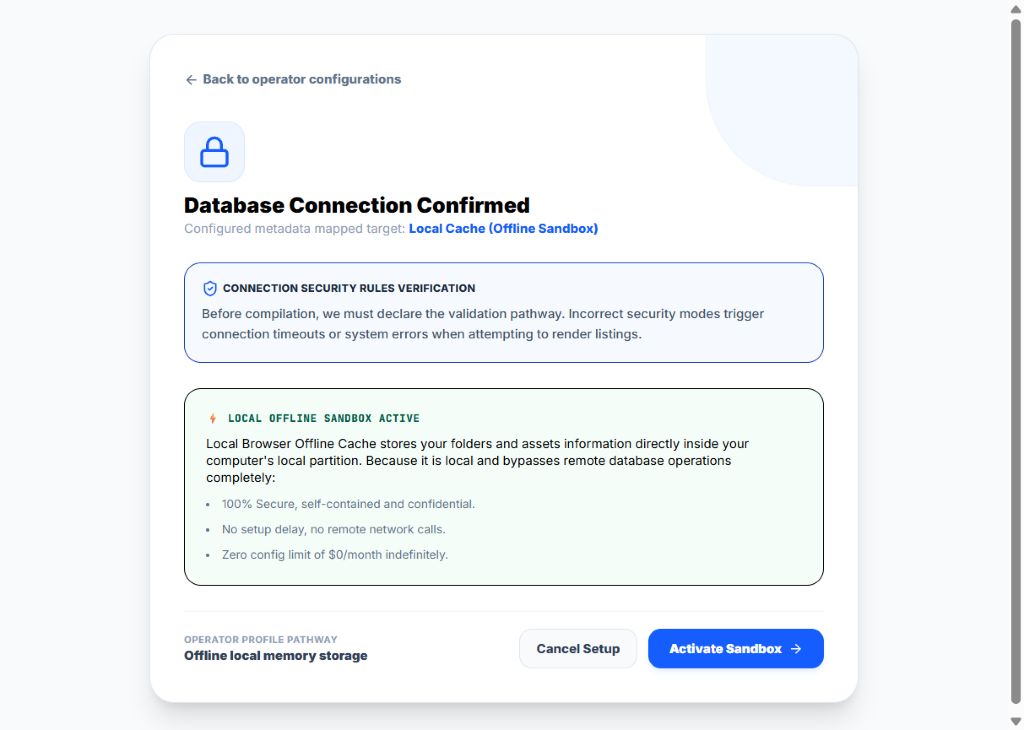 Back to operator configurations
Database Connection Confirmed
Configured metadata mapped target: Local Cache (Offline Sandbox)
CONNECTION SECURITY RULES VERIFICATION
Before compilation, we must declare the validation pathway. Incorrect security modes trigger
connection timeouts or system errors when attempting to render listings.
LOCAL OFFLINE SANDBOX ACTIVE
Local Browser Offline Cache stores your folders and assets information directly inside your
computer's local partition. Because it is local and bypasses remote database operations
completely:
• 100% Secure, self-contained and confidential.
• No setup delay, no remote network calls.
• Zero config limit of $0/month indefinitely.
OPERATOR PROFILE PATHWAY
Offline local memory storage
Cancel Setup
Activate Sandbox